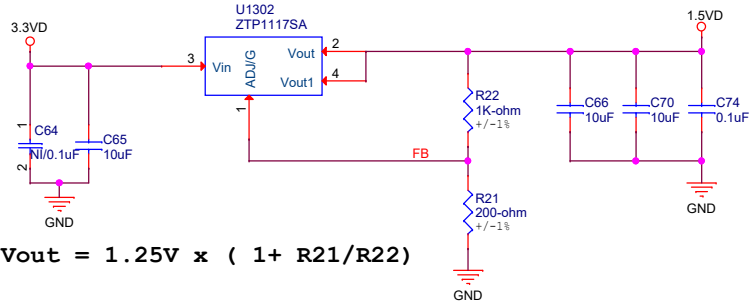 U1302
ZTP1117SA
3.3VD
1.5VD
3
Vin
ADJ/G
Vout
2
Vout1
4
1
R22
1K-ohm
+/-1%
C66
10uF
C70
10uF
C74
0.1uF
1
C64
NI/0.1uF
2
C65
10uF
FB
R21
200-ohm
+/-1%
GND
GND
Vout = 1.25V x ( 1+ R21/R22)
GND